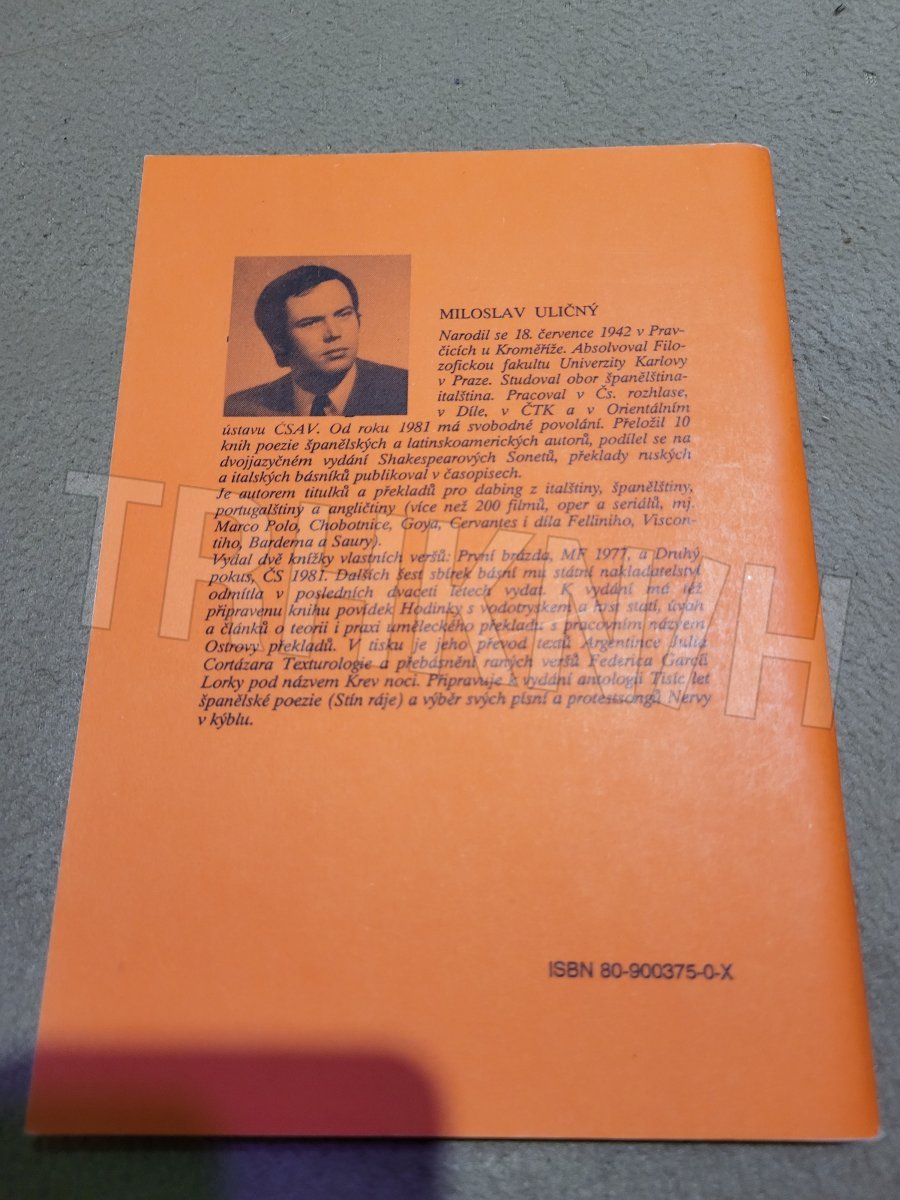 MILOSLAV ULIČNÝ
Narodil se 18. července 1942 v Prav-
čicích u Kroměříže. Absolvoval Filo-
zofickou fakultu Univerzity Karlovy
v Praze. Studoval obor španělština-
italština. Pracoval v Čs. rozhlase,
v Díle, v ČTK a v Orientálním
ústavu ČSAV. Od roku 1981 má svobodné povolání. Přeložil 10
knih poezie španělských a latinskoamerických autorů, podílel se na
dvojjazyčném vydání Shakespearových Sonetů, překlady ruských
a italských básníků publikoval v časopisech.
Je autorem titulků a překladů pro dabing z italštiny, španělštiny,
portugalštiny a angličtiny (více než 200 filmů, oper a seriálů, mj.
Marco Polo, Chobotnice, Goya, Cervantes i díla Felliniho, Viscon-
tiho, Bardema a Saury).
Vydal dvě knížky vlastních veršů: První brázda, MF 1977, a Druhý
pokus, ČS 1981. Dalších šest sbírek básní mu státní nakladatelství
odmítla v posledních dvaceti letech vydat. K vydání má též
připravenu knihu povídek Hodinky s vodotryskem a hrst statí, úvah
a článků o teorii i praxi uměleckého překladu s pracovním názvem
Ostrovy překladů. V tisku je jeho převod textů Argentince Julia
Cortázara Texturologie a přebásnění raných veršů Federica Garcíi
Lorky pod názvem Krev noci. Připravuje k vydání antologii Tisíc let
španělské poezie (Stín ráje) a výběr svých písní a protestsongů Nervy
v kýblu.
ISBN 80-900375-0-X